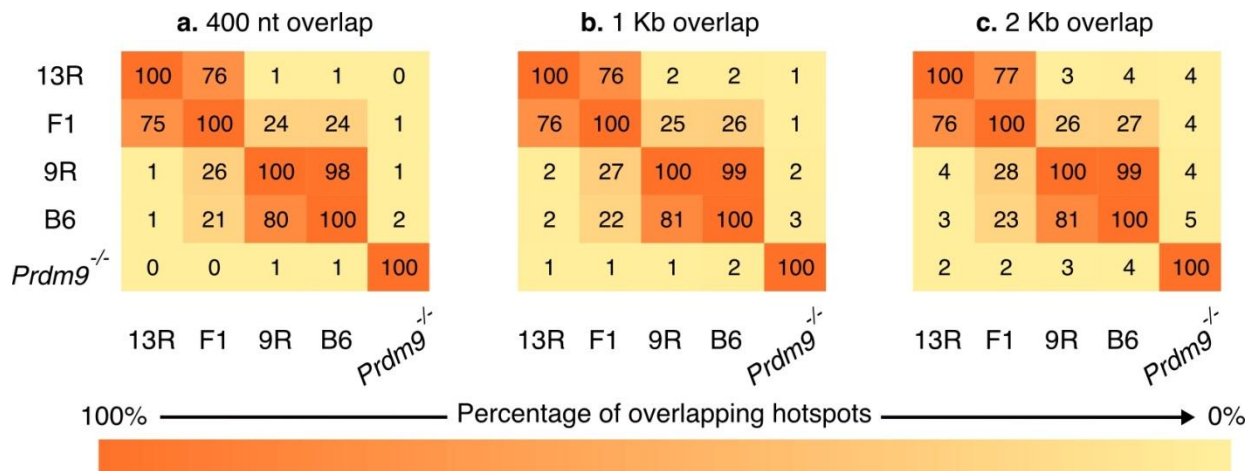 a. 400 nt overlap
b. 1 Kb overlap
c. 2 Kb overlap
13R 100 76 1 1 0 100 76 2 2 1 100 77 3 4 4
F1 75 100 24 24 1 76 100 25 26 1 76 100 26 27 4
9R 1 26 100 98 1 2 27 100 99 2 4 28 100 99 4
B6 1 21 80 100 2 2 22 81 100 3 3 23 81 100 5
Prdm9-/- 0 0 1 1 100 1 1 1 2 100 2 2 3 4 100
13R F1 9R B6 Prdm9-/- 13R F1 9R B6 Prdm9-/- 13R F1 9R B6 Prdm9-/-
100% Percentage of overlapping hotspots 0%